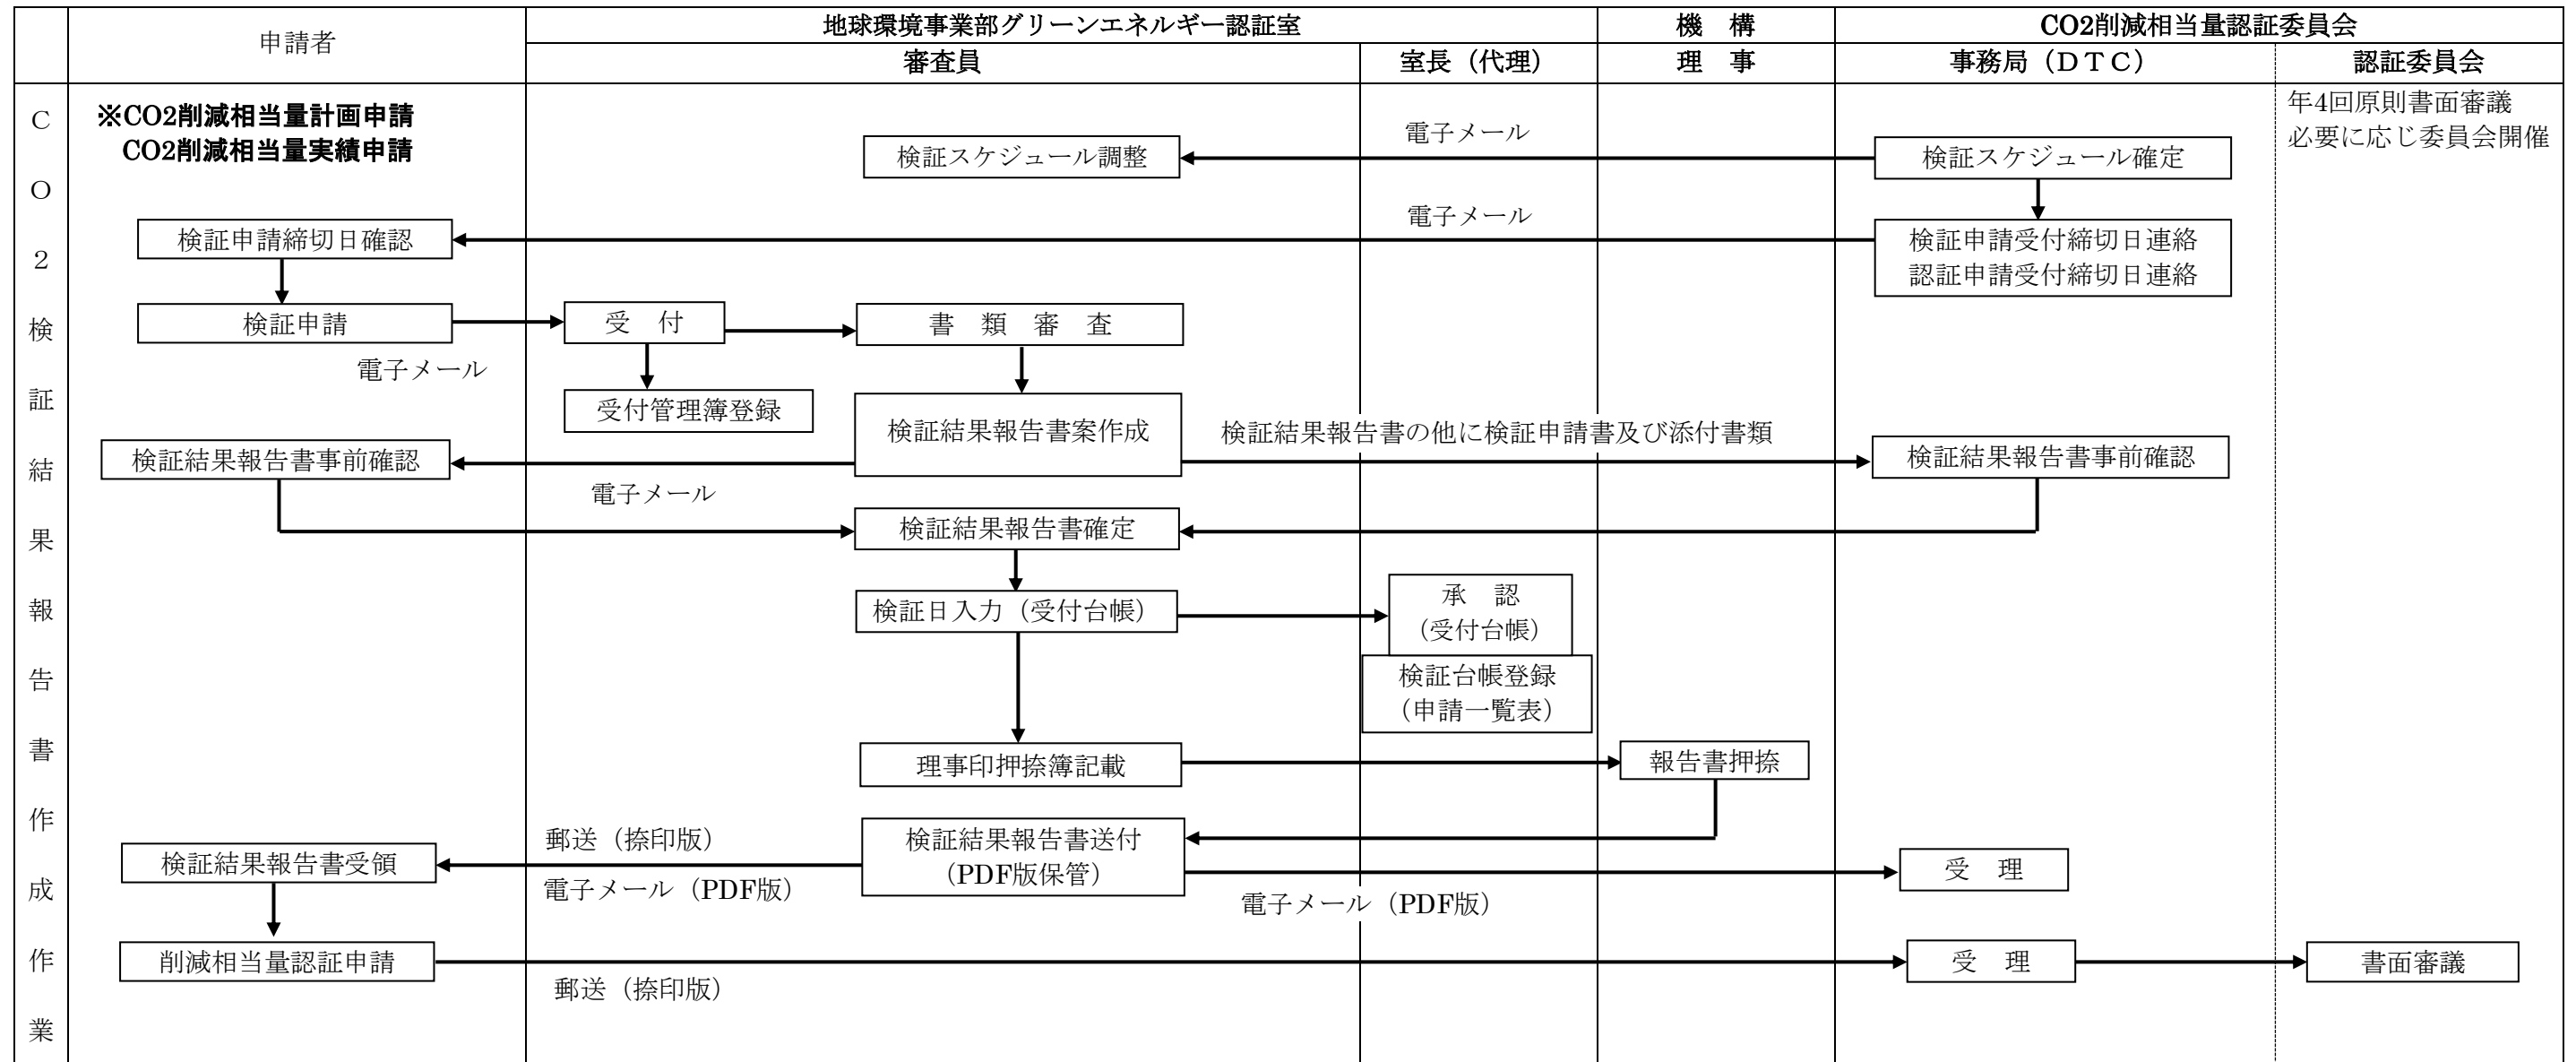 申請者
地球環境事業部グリーンエネルギー認証室
機　構
CO2削減相当量認証委員会
審査員
室長（代理）
理　事
事務局（ＤＴＣ）
認証委員会
ＣＯ２検証結果報告書作成作業
※CO2削減相当量計画申請
CO2削減相当量実績申請
年4回原則書面審議
必要に応じ委員会開催
電子メール
検証スケジュール調整
検証スケジュール確定
電子メール
検証申請締切日確認
検証申請受付締切日連絡
認証申請受付締切日連絡
検証申請
受　付
書　類　審　査
電子メール
受付管理簿登録
検証結果報告書案作成
検証結果報告書の他に検証申請書及び添付書類
検証結果報告書事前確認
検証結果報告書事前確認
電子メール
検証結果報告書確定
検証日入力（受付台帳）
承　認
（受付台帳）
検証台帳登録
（申請一覧表）
理事印押捺簿記載
報告書押捺
郵送（捺印版）
検証結果報告書送付
（PDF版保管）
検証結果報告書受領
受　理
電子メール（PDF版）
電子メール（PDF版）
削減相当量認証申請
受　理
書面審議
郵送（捺印版）